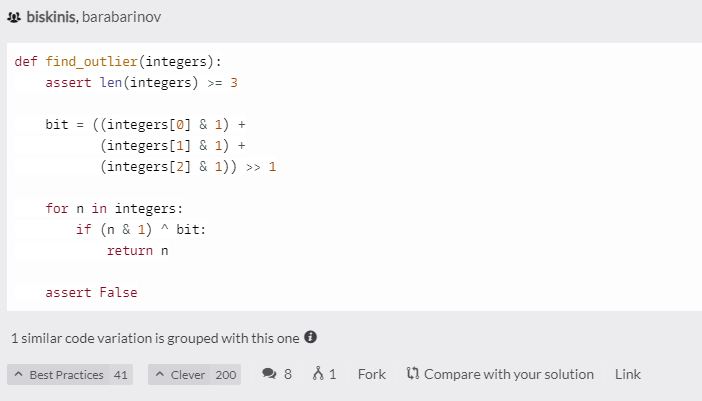 biskinis, barabarinov
def find_outlier(integers):
    assert len(integers) >= 3
    bit = ((integers[0] & 1) +
           (integers[1] & 1) +
           (integers[2] & 1)) >> 1
    for n in integers:
        if (n & 1) ^ bit:
            return n
    assert False
1 similar code variation is grouped with this one
Best Practices 41 Clever 200 8 1 Fork Compare with your solution Link